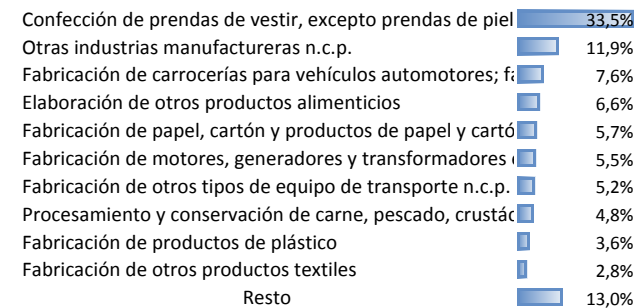 Confección de prendas de vestir, excepto prendas de piel 33,5%
Otras industrias manufactureras n.c.p. 11,9%
Fabricación de carrocerías para vehículos automotores; 7,6%
Elaboración de otros productos alimenticios 6,6%
Fabricación de papel, cartón y productos de papel y cartó 5,7%
Fabricación de motores, generadores y transformadores 5,5%
Fabricación de otros tipos de equipo de transporte n.c.p. 5,2%
Procesamiento y conservación de carne, pescado, crustác 4,8%
Fabricación de productos de plástico 3,6%
Fabricación de otros productos textiles 2,8%
Resto 13,0%